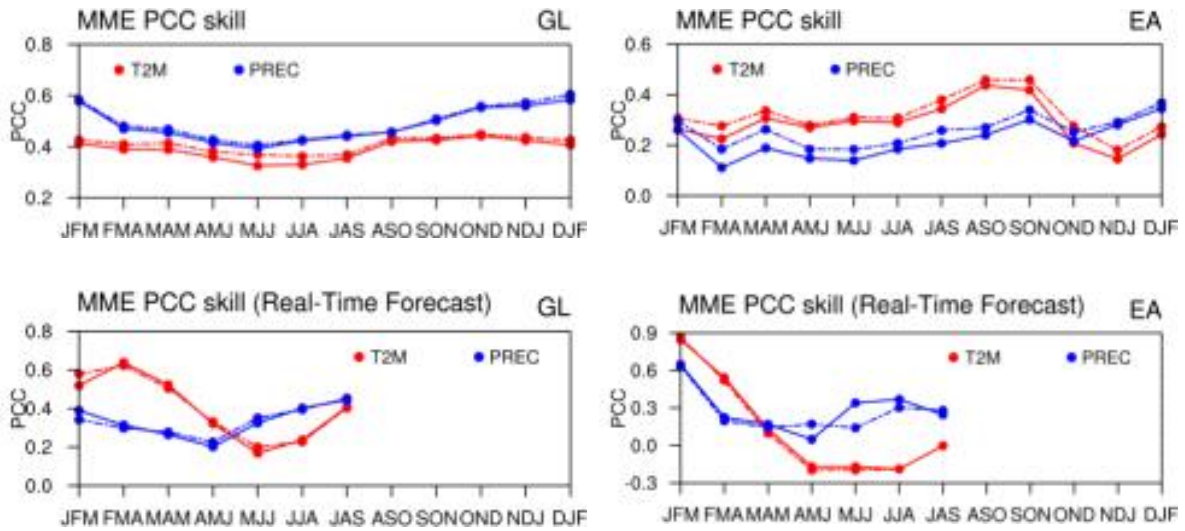 MME PCC skill GL
0.8
0.6
0.4
0.2
PCC
T2M PREC
JFM FMA MAM AMJ MJJ JJA JAS ASO SON OND NDJ DJF
MME PCC skill EA
0.6
0.4
0.2
0.0
PCC
T2M PREC
JFM FMA MAM AMJ MJJ JJA JAS ASO SON OND NDJ DJF
MME PCC skill (Real-Time Forecast) GL
0.8
0.6
0.4
0.2
0.0
PCC
T2M PREC
JFM FMA MAM AMJ MJJ JJA JAS ASO SON OND NDJ DJF
MME PCC skill (Real-Time Forecast) EA
0.9
0.6
0.3
0.0
-0.3
PCC
T2M PREC
JFM FMA MAM AMJ MJJ JJA JAS ASO SON OND NDJ DJF